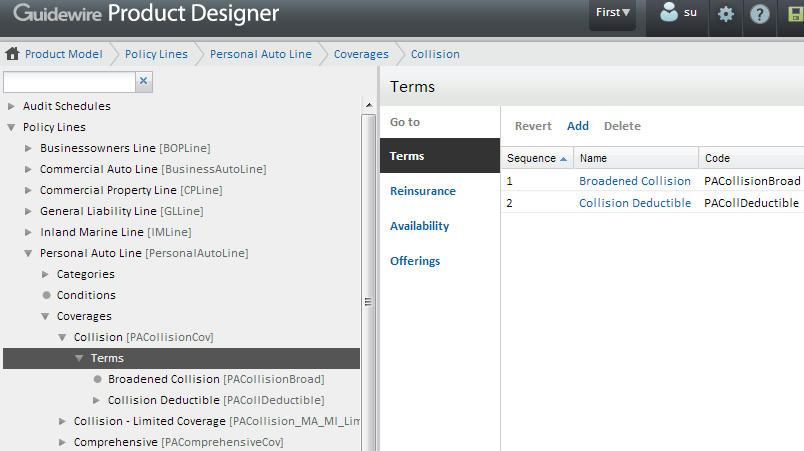 Guidewire Product Designer
First su
Product Model Policy Lines Personal Auto Line Coverages Collision
Audit Schedules
Policy Lines
Businessowners Line [BOPLine]
Commercial Auto Line [BusinessAutoLine]
Commercial Property Line [CPLine]
General Liability Line [GLLine]
Inland Marine Line [IMLine]
Personal Auto Line [PersonalAutoLine]
Categories
Conditions
Coverages
Collision [PACollisionCov]
Terms
Broadened Collision [PACollisionBroad]
Collision Deductible [PACollDeductible]
Collision - Limited Coverage [PACollision_MA_MI_Lim
Comprehensive [PAComprehensiveCov]
Terms
Go to
Terms
Reinsurance
Availability
Offerings
Revert Add Delete
Sequence Name Code
1 Broadened Collision PACollisionBroad
2 Collision Deductible PACollDeductible